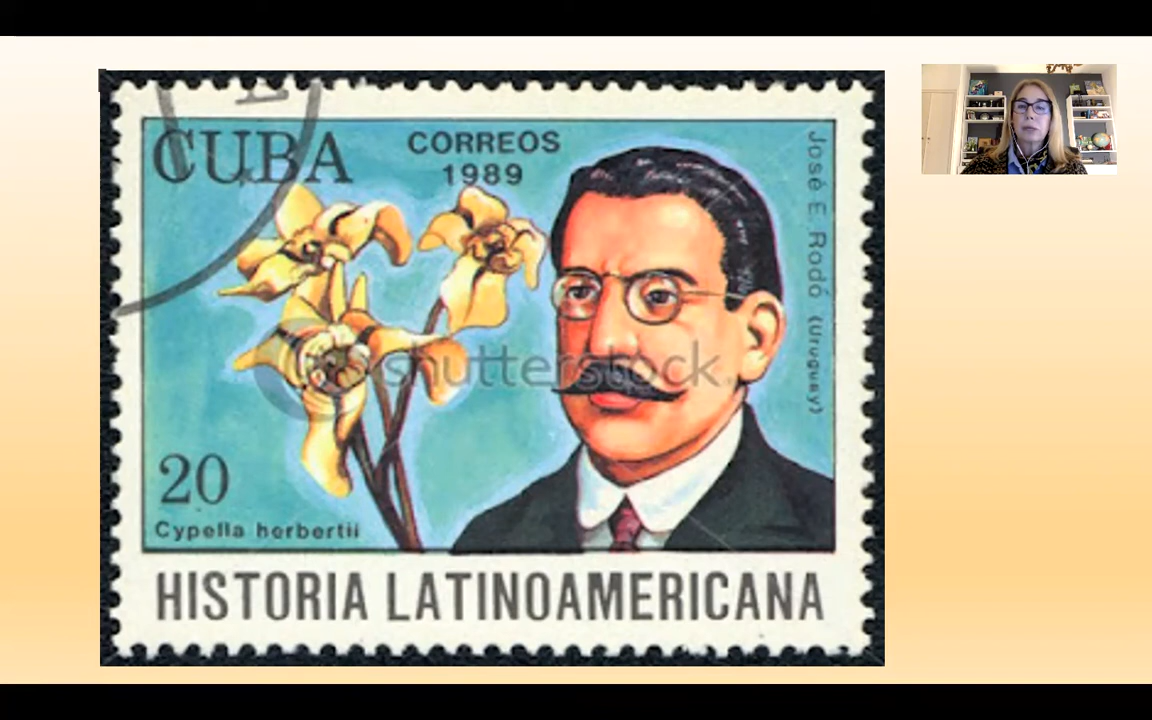 CUBA
CORREOS
1989
José E. Rodó (Uruguay)
shutterstock
20
Cypella herbertii
HISTORIA LATINOAMERICANA